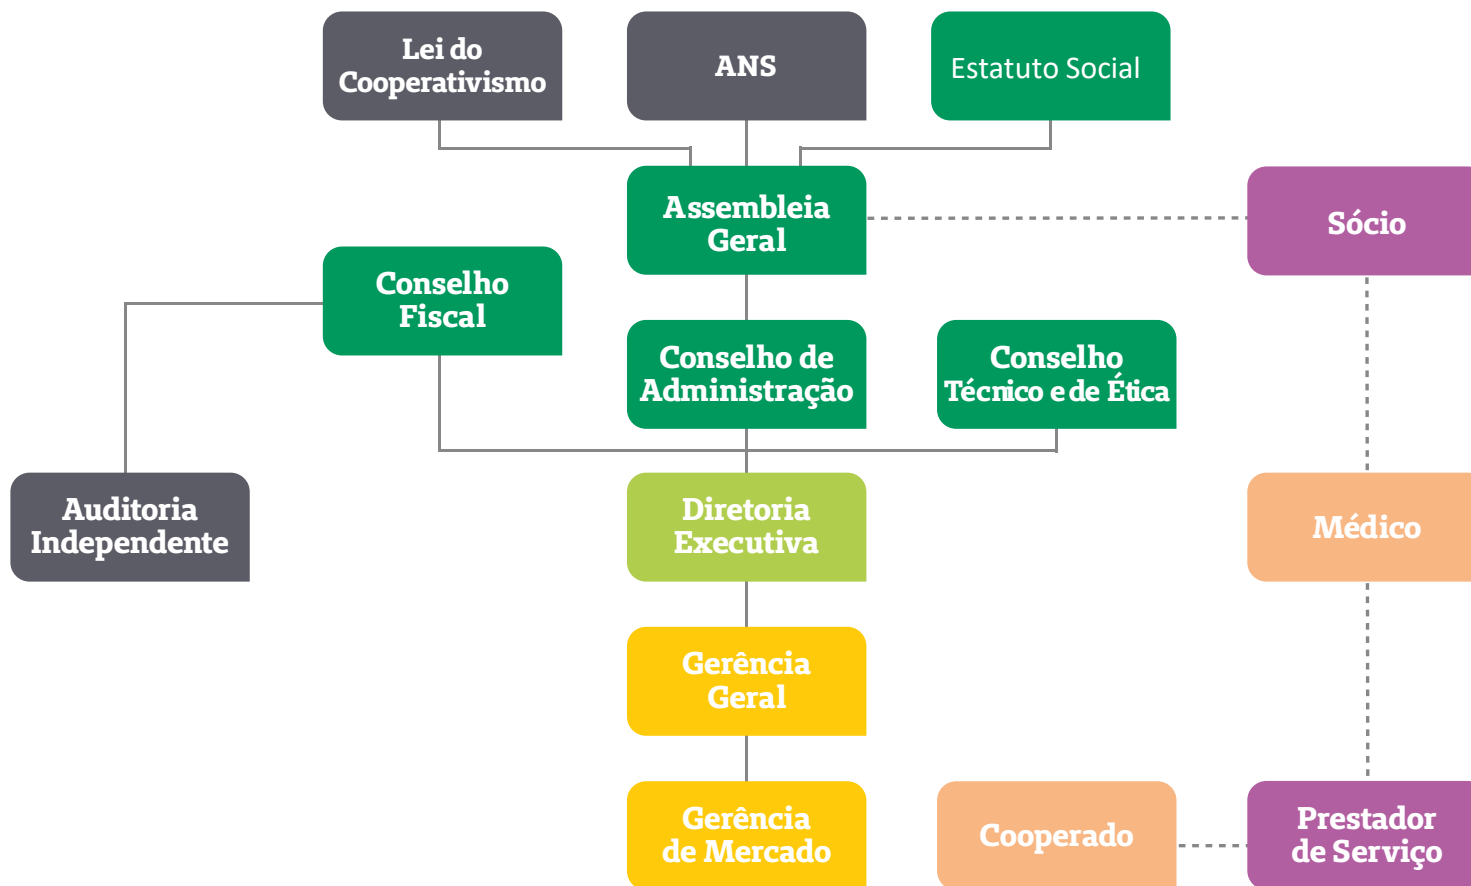 Lei do
Cooperativismo
ANS
Estatuto Social
Assembleia
Geral
Sócio
Conselho
Fiscal
Conselho de
Administração
Conselho
Técnico e de Ética
Auditoria
Independente
Diretoria
Executiva
Médico
Gerência
Geral
Gerência
de Mercado
Cooperado
Prestador
de Serviço